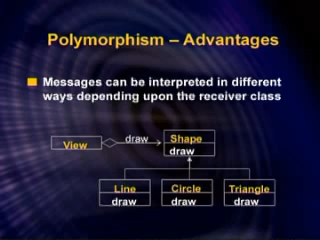 Polymorphism – Advantages
Messages can be interpreted in different
ways depending upon the receiver class
View
draw
Shape
draw
Line
draw
Circle
draw
Triangle
draw